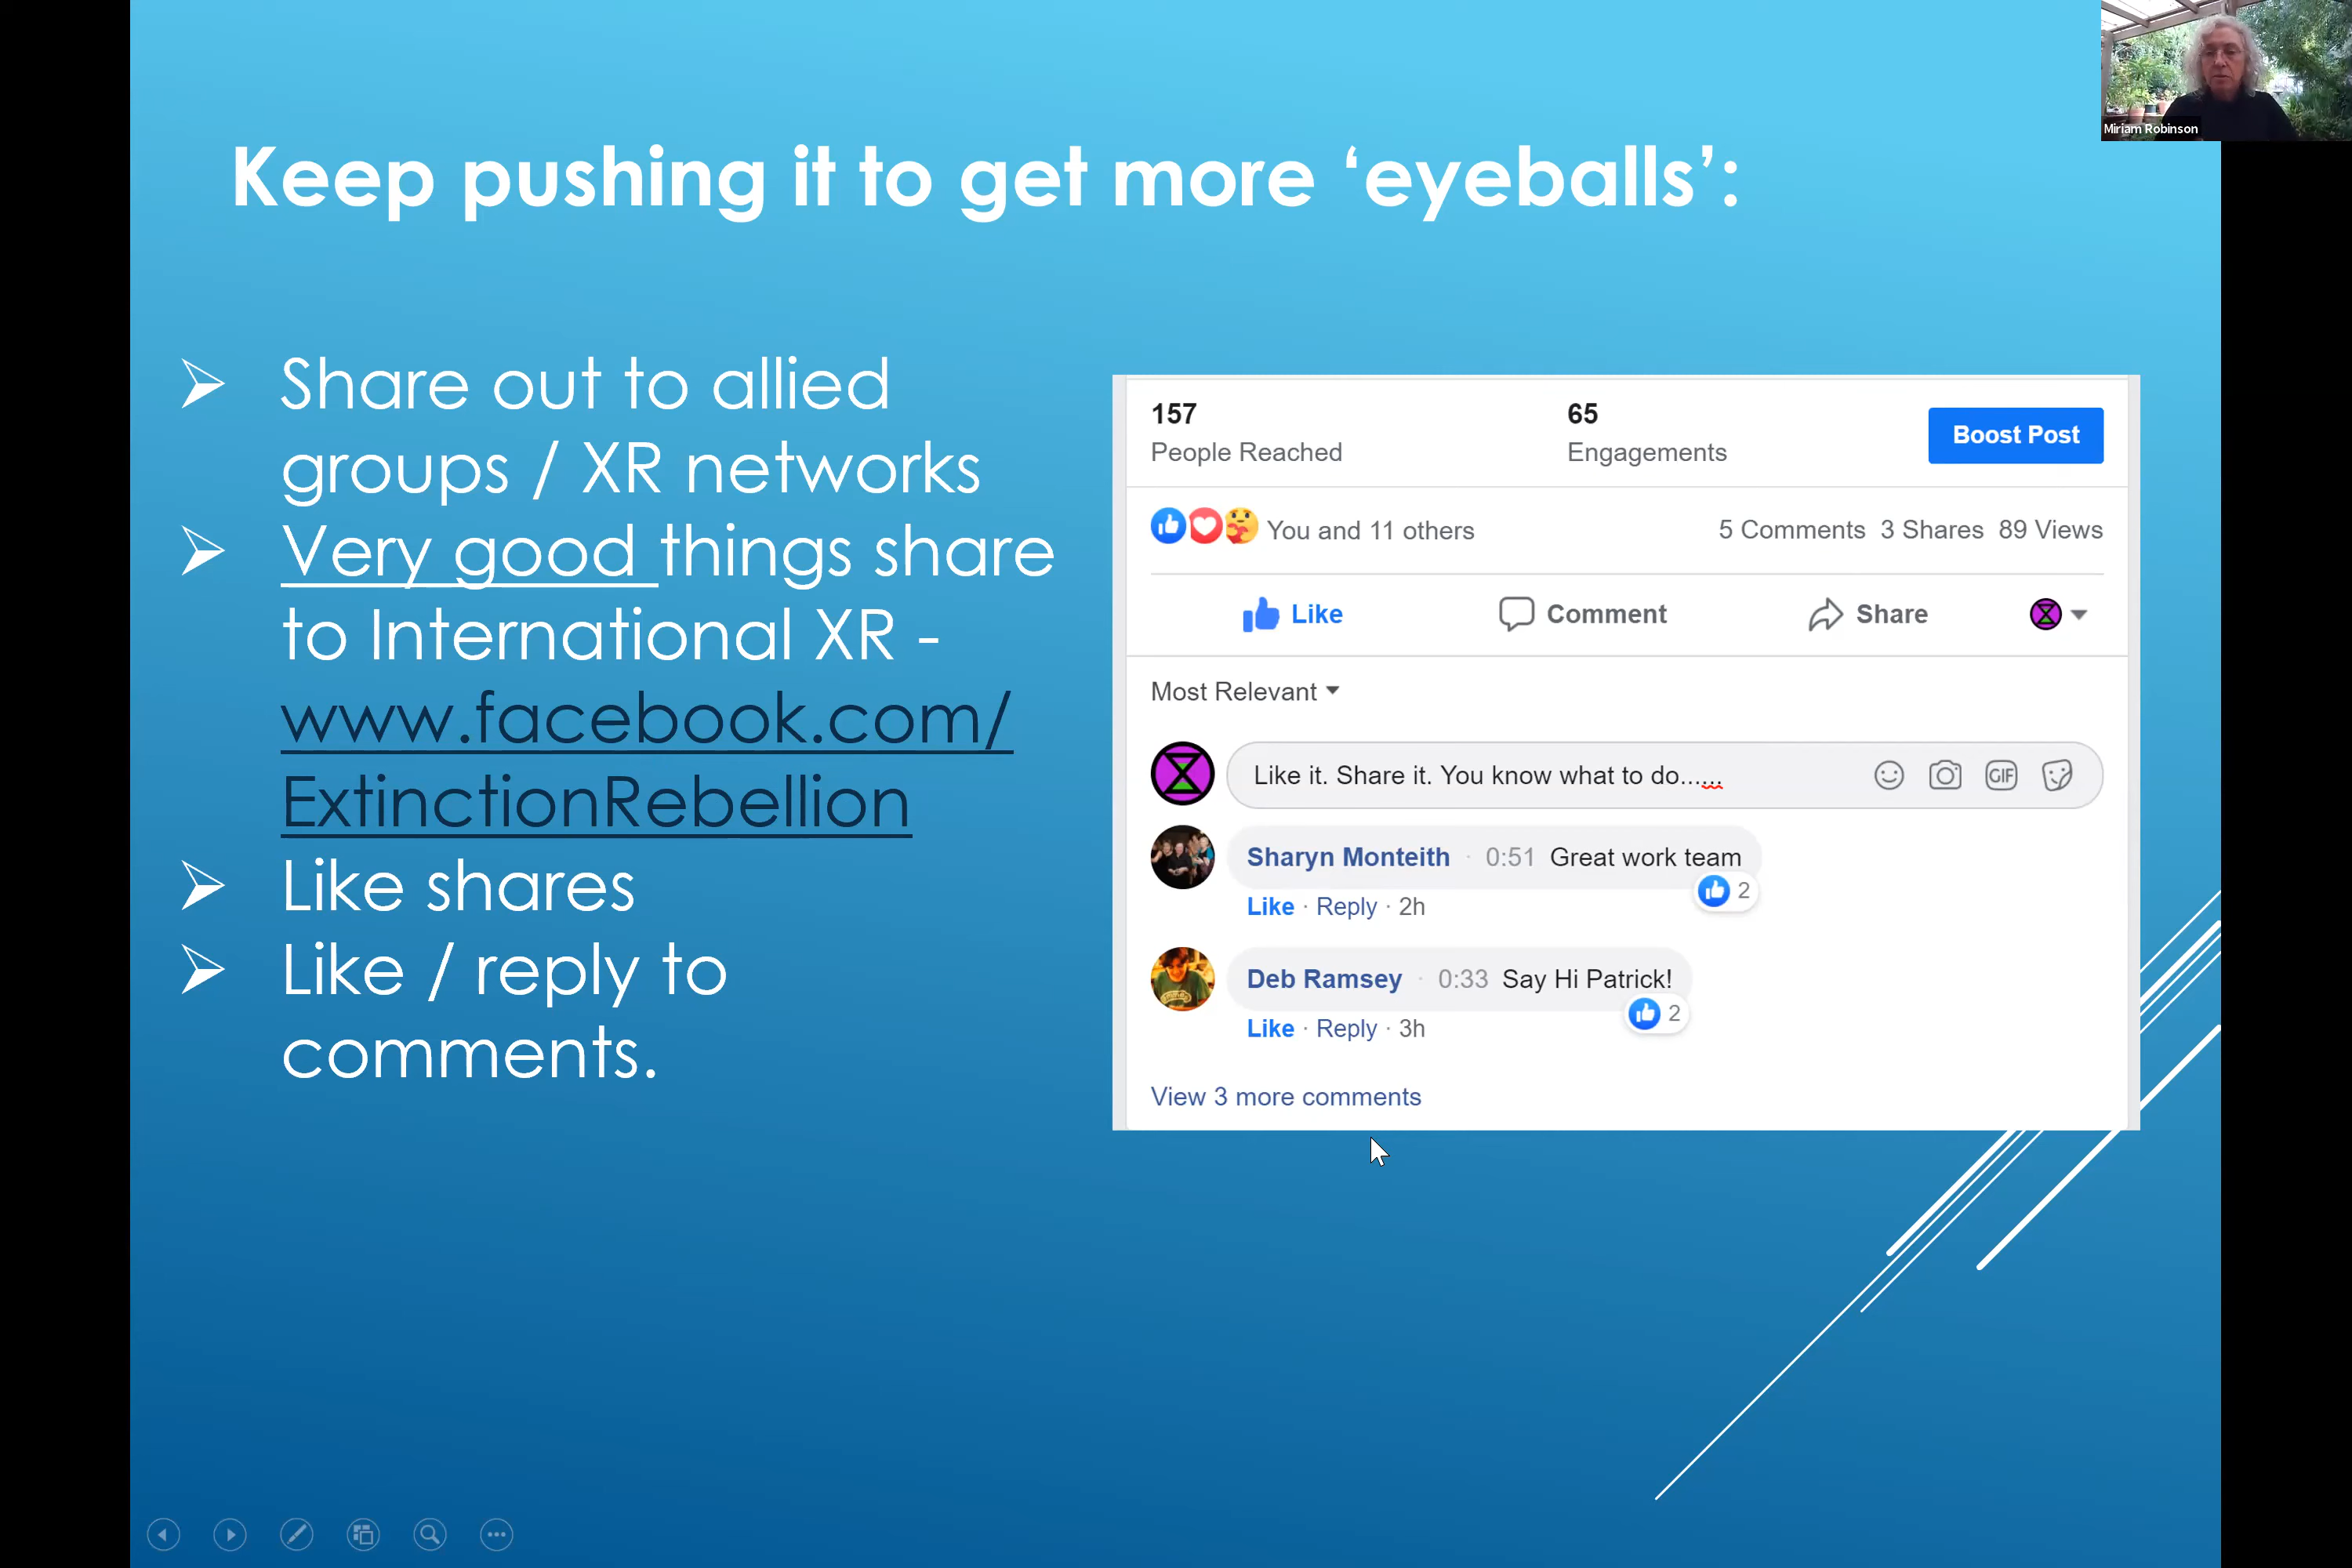 Miriam Robinson
Keep pushing it to get more ‘eyeballs’:
Share out to allied
groups / XR networks
Very good things share
to International XR -
www.facebook.com/
ExtinctionRebellion
Like shares
Like / reply to
comments.
157
People Reached
65
Engagements
Boost Post
You and 11 others
5 Comments 3 Shares 89 Views
Like
Comment
Share
Most Relevant
Like it. Share it. You know what to do......
GIF
Sharyn Monteith · 0:51 Great work team
2
Like · Reply · 2h
Deb Ramsey · 0:33 Say Hi Patrick!
2
Like · Reply · 3h
View 3 more comments